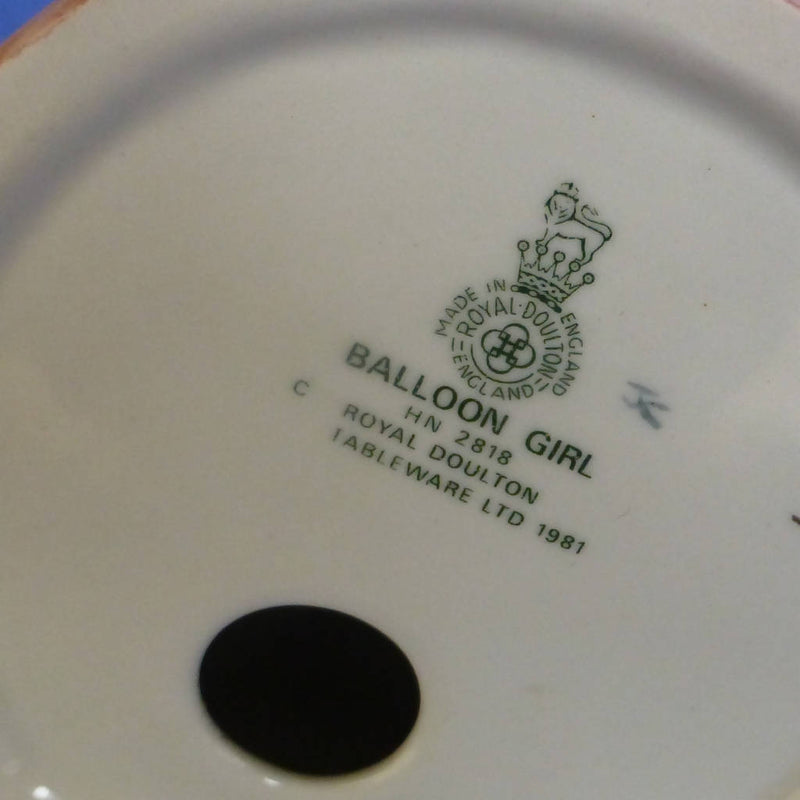 MADE IN ENGLAND
ROYAL·DOULTON
ENGLAND
BALLOON GIRL
HN 2818
C ROYAL DOULTON
TABLEWARE LTD 1981